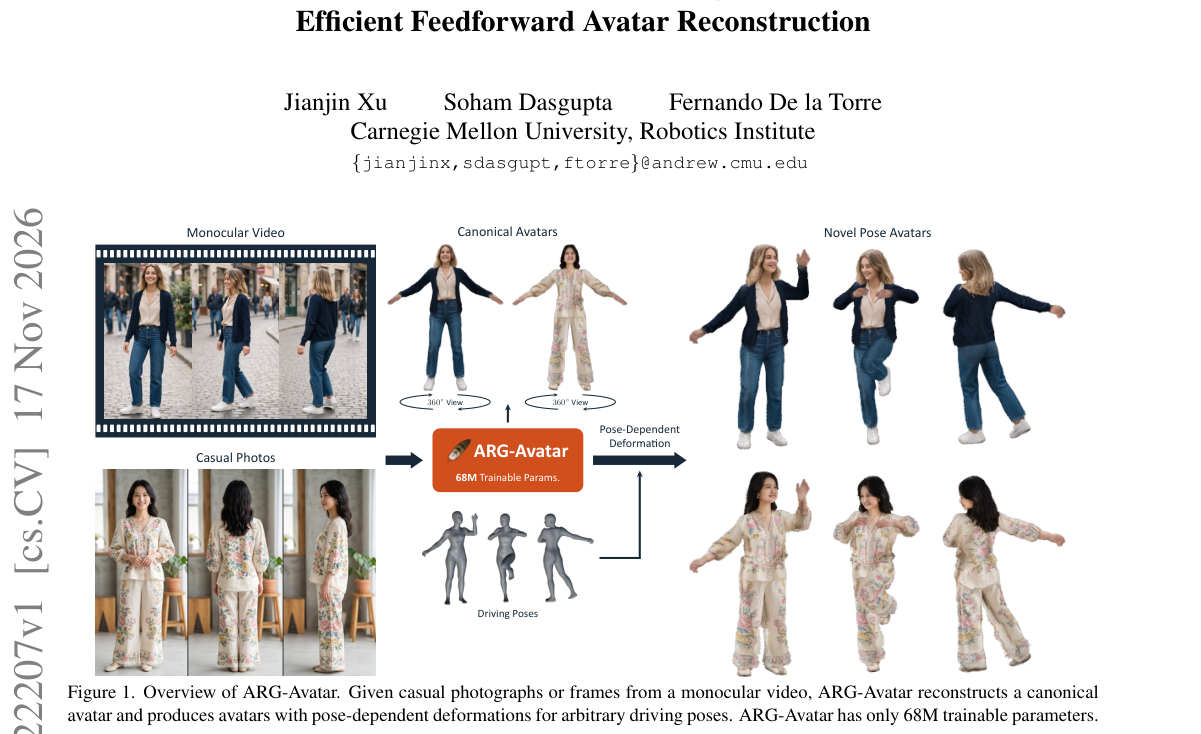 Efficient Feedforward Avatar Reconstruction
Jianjin Xu Soham Dasgupta Fernando De la Torre
Carnegie Mellon University, Robotics Institute
{jianjinx,sdasgupt,ftorre}@andrew.cmu.edu
22207v1 [cs.CV] 17 Nov 2026
Monocular Video
Canonical Avatars
Novel Pose Avatars
360° View
360° View
Pose-Dependent
Deformation
Casual Photos
ARG-Avatar
68M Trainable Params.
Driving Poses
Figure 1. Overview of ARG-Avatar. Given casual photographs or frames from a monocular video, ARG-Avatar reconstructs a canonical
avatar and produces avatars with pose-dependent deformations for arbitrary driving poses. ARG-Avatar has only 68M trainable parameters.